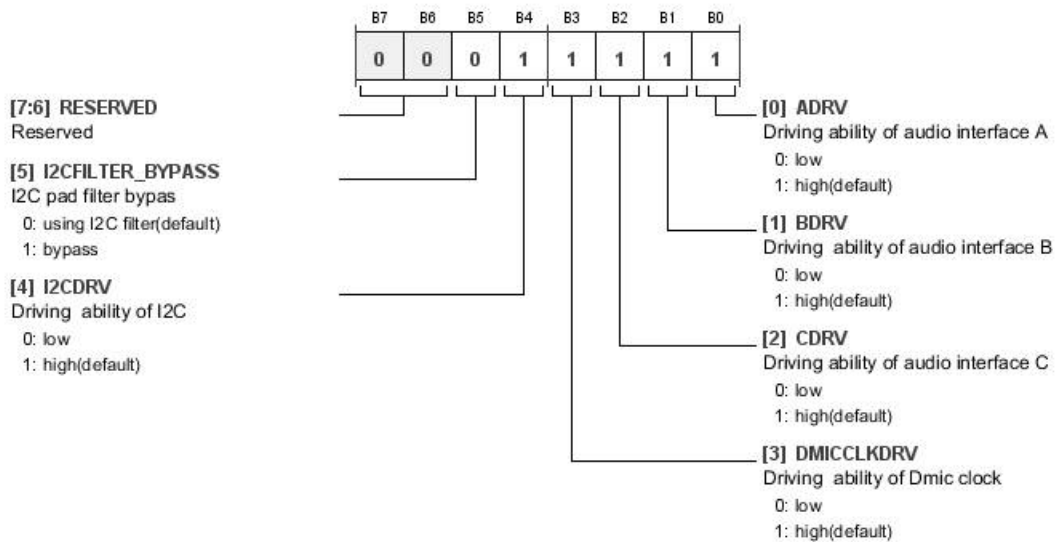 B7 B6 B5 B4 B3 B2 B1 B0
0 0 0 1 1 1 1 1
[7:6] RESERVED
Reserved
[5] I2CFILTER_BYPASS
I2C pad filter bypas
0: using I2C filter(default)
1: bypass
[4] I2CDRV
Driving ability of I2C
0: low
1: high(default)
[0] ADRV
Driving ability of audio interface A
0: low
1: high(default)
[1] BDRV
Driving ability of audio interface B
0: low
1: high(default)
[2] CDRV
Driving ability of audio interface C
0: low
1: high(default)
[3] DMICCLKDRV
Driving ability of Dmic clock
0: low
1: high(default)